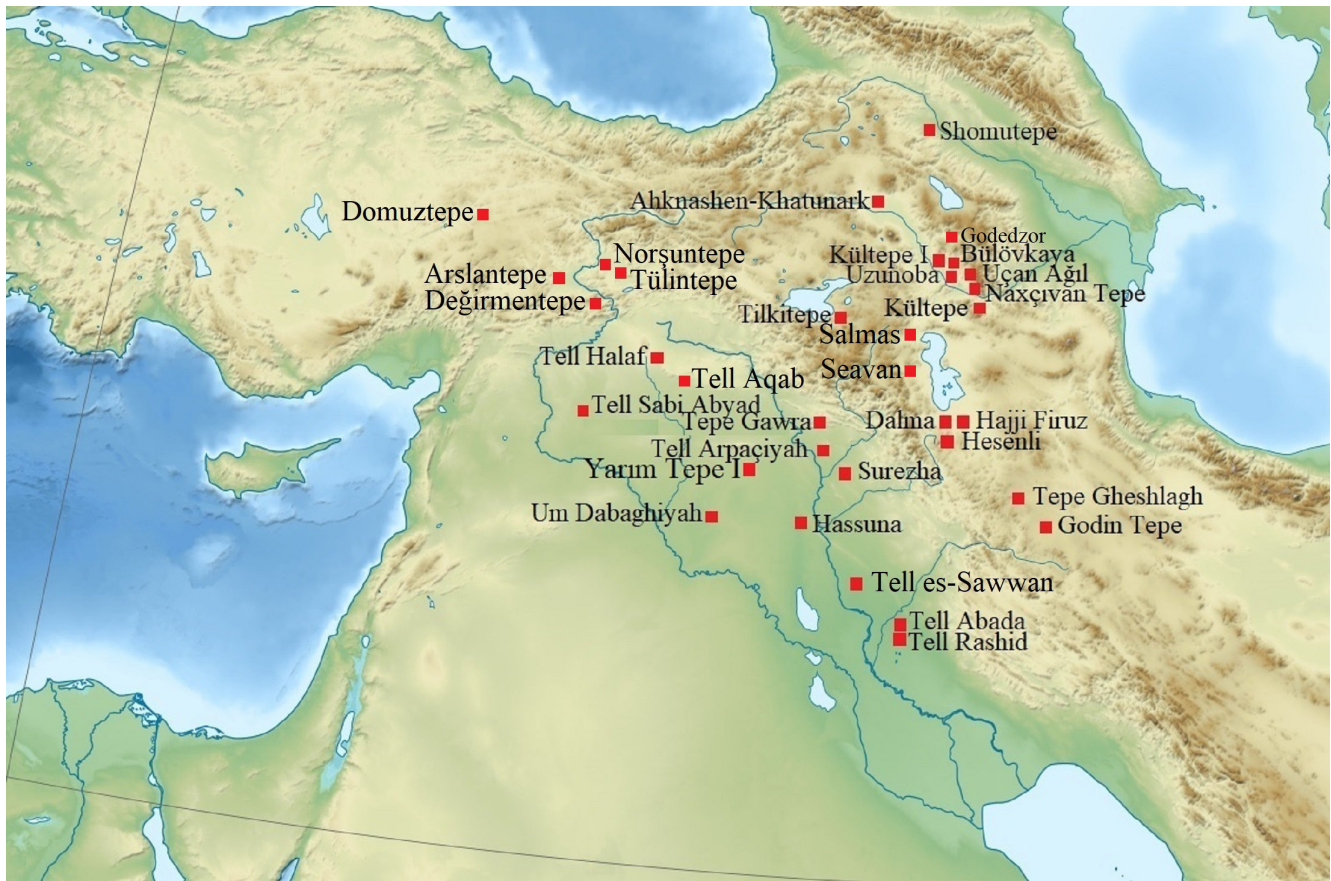 Shomutepe
Ahknashen-Khatunark
Domuztepe
Godedzor
Norşuntepe
Kültepe I
Bülövkaya
Arslantepe
Tülintepe
Uzunoba
Uçan Ağıl
Değirmentepe
Naxçıvan Tepe
Tilkitepe
Kültepe
Salmas
Tell Halaf
Seavan
Tell Aqab
Tell Sabi Abyad
Tepe Gawra
Dalma
Hajji Firuz
Tell Arpaçiyah
Hesenli
Yarım Tepe I
Surezha
Tepe Gheshlagh
Um Dabaghiyah
Hassuna
Godin Tepe
Tell es-Sawwan
Tell Abada
Tell Rashid